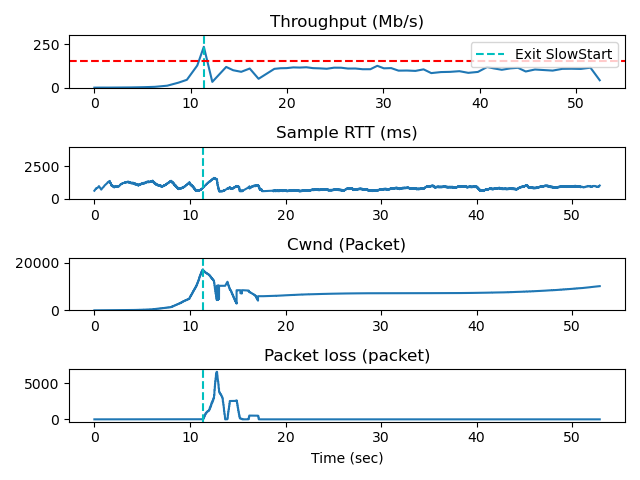 Throughput (Mb/s)
250
0
Exit SlowStart
0 10 20 30 40 50
Sample RTT (ms)
2500
0
0 10 20 30 40 50
Cwnd (Packet)
20000
0
0 10 20 30 40 50
Packet loss (packet)
5000
0
0 10 20 30 40 50
Time (sec)